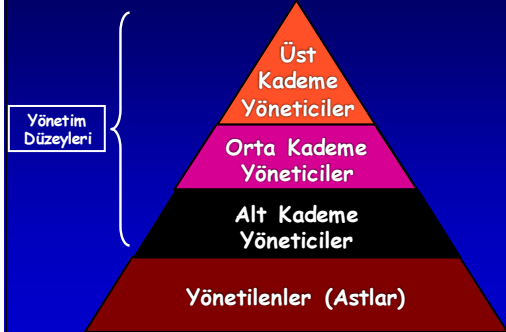 Üst
Kademe
Yöneticiler
Yönetim
Düzeyleri
Orta Kademe
Yöneticiler
Alt Kademe
Yöneticiler
Yönetilenler (Astlar)